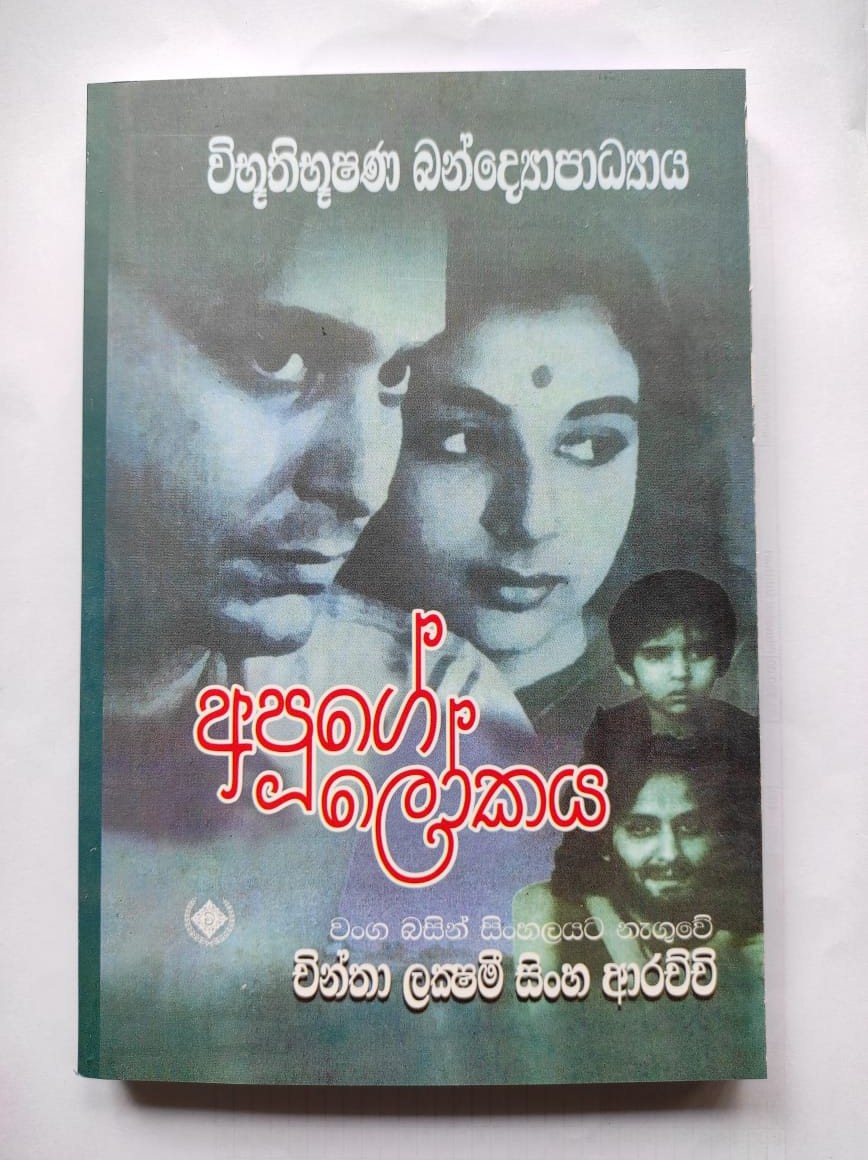 විභූතිභූෂණ බන්ද්‍යොපාධ්‍යාය
අපූගේ
ලෝකය
වංග බසින් සිංහලයට නැගුවේ
චින්තා ලක්ෂ්මී සිංහ ආරච්චි